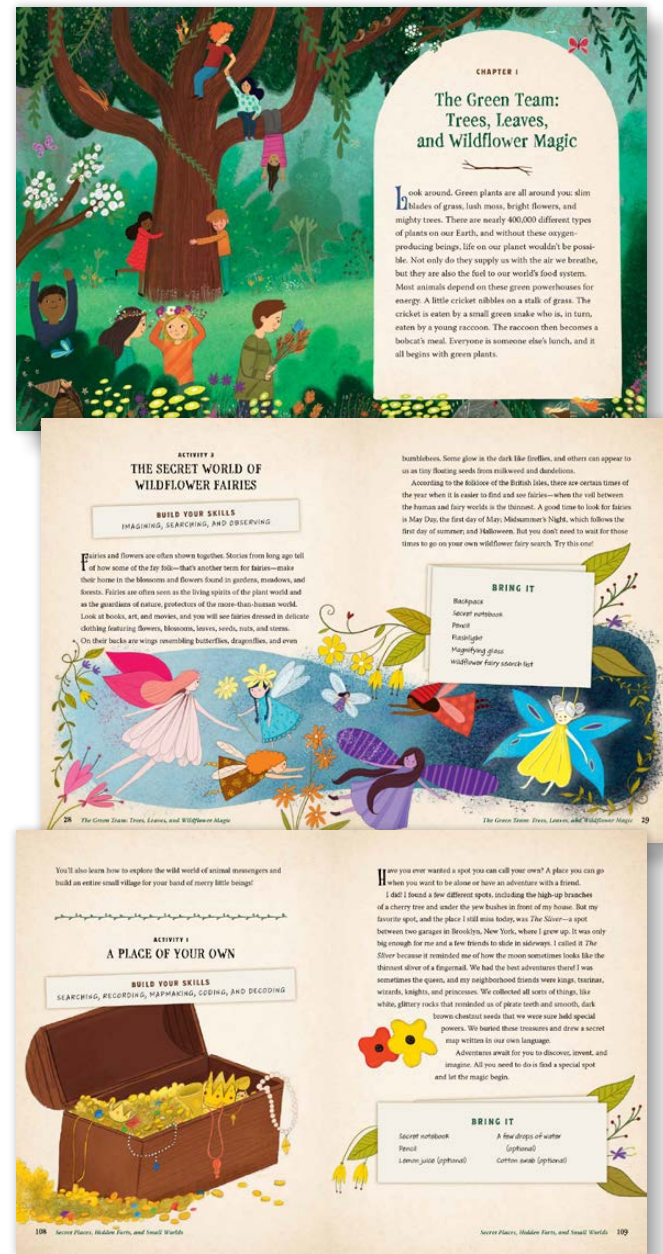 CHAPTER 1
The Green Team:
Trees, Leaves,
and Wildflower Magic
Look around. Green plants are all around you: slim
blades of grass, lush moss, bright flowers, and
mighty trees. There are nearly 400,000 different types
of plants on our Earth, and without these oxygen-
producing beings, life on our planet wouldn't be possi-
ble. Not only do they supply us with the air we breathe,
but they are also the fuel to our world's food system.
Most animals depend on these green powerhouses for
energy. A little cricket nibbles on a stalk of grass. The
cricket is eaten by a small green snake who is, in turn,
eaten by a young raccoon. The raccoon then becomes a
bobcat's meal. Everyone is someone else's lunch, and it
all begins with green plants.
ACTIVITY 3
THE SECRET WORLD OF
WILDFLOWER FAIRIES
BUILD YOUR SKILLS
IMAGINING, SEARCHING, AND OBSERVING
Fairies and flowers are often shown together. Stories from long ago tell
of how some of the fay folk—that's another term for fairies—make
their home in the blossoms and flowers found in gardens, meadows, and
forests. Fairies are often seen as the living spirits of the plant world and
as the guardians of nature, protectors of the more-than-human world.
Look at books, art, and movies, and you will see fairies dressed in delicate
clothing featuring flowers, blossoms, leaves, seeds, nuts, and stems.
On their backs are wings resembling butterflies, dragonflies, and even
28 The Green Team: Trees, Leaves, and Wildflower Magic
bumblebees. Some glow in the dark like fireflies, and others can appear to
us as tiny floating seeds from milkweed and dandelions.
According to the folklore of the British Isles, there are certain times of
the year when it is easier to find and see fairies—when the veil between
the human and fairy worlds is the thinnest. A good time to look for fairies
is May Day, the first day of May; Midsummer's Night, which follows the
first day of summer; and Halloween. But you don't need to wait for those
times to go on your own wildflower fairy search. Try this one!
BRING IT
Backpack
Secret notebook
Pencil
Flashlight
Magnifying glass
Wildflower fairy search list
The Green Team: Trees, Leaves, and Wildflower Magic 29
You'll also learn how to explore the wild world of animal messengers and
build an entire small village for your band of merry little beings!
ACTIVITY 1
A PLACE OF YOUR OWN
BUILD YOUR SKILLS
SEARCHING, RECORDING, MAPMAKING, CODING, AND DECODING
108 Secret Places, Hidden Forts, and Small Worlds
Have you ever wanted a spot you can call your own? A place you can go
when you want to be alone or have an adventure with a friend.
I did! I found a few different spots, including the high-up branches
of a cherry tree and under the yew bushes in front of my house. But my
favorite spot, and the place I still miss today, was The Sliver—a spot
between two garages in Brooklyn, New York, where I grew up. It was only
big enough for me and a few friends to slide in sideways. I called it The
Sliver because it reminded me of how the moon sometimes looks like the
thinnest sliver of a fingernail. We had the best adventures there! I was
sometimes the queen, and my neighborhood friends were kings, tsarinas,
wizards, knights, and princesses. We collected all sorts of things, like
white, glittery rocks that reminded us of pirate teeth and smooth, dark
brown chestnut seeds that we were sure held special
powers. We buried these treasures and drew a secret
map written in our own language.
Adventures await for you to discover, invent, and
imagine. All you need to do is find a special spot
and let the magic begin.
BRING IT
Secret notebook
Pencil
Lemon juice (optional)
A few drops of water
(optional)
Cotton swab (optional)
Secret Places, Hidden Forts, and Small Worlds 109